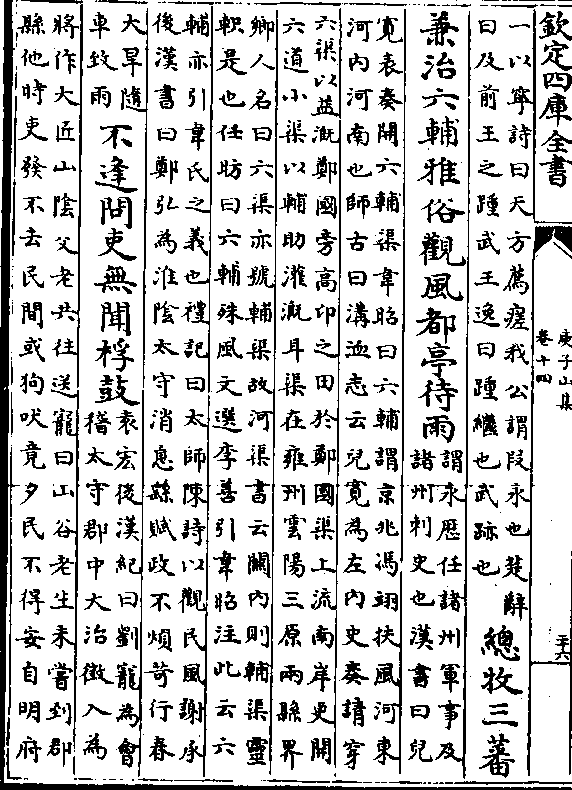 欽定四庫全書
庾子山集
卷十四
三十六
一以寧詩曰天方薦瘥我公謂段永也楚辭
曰及前王之踵武王逸曰踵繼也武跡也
總牧三蕃
兼治六輔雅俗觀風都亭待雨
謂永歷任諸州軍事及
諸州刺史也漢書曰兒
寬表奏開六輔渠韋昭曰六輔謂京兆馮翊扶風河東
河内河南也師古曰溝洫志云兒寬為左内史奏請穿
六渠以益溉鄭國旁高卬之田於鄭國渠上流南岸更開
六道小渠以輔助灌溉耳渠在雍州雲陽三原兩縣界
鄉人名曰六渠亦號輔渠故河渠書云關内則輔渠靈
軹是也任昉曰六輔殊風文選李善引韋昭注此云六
輔亦引韋氏之義也禮記曰太師陳詩以觀民風謝承
後漢書曰鄭弘為淮陰太守消息繇賦政不煩苛行春
大旱隨
車致雨
不逢問吏無聞桴鼓
袁宏後漢紀曰劉寵為會
稽太守郡中大治徵入為
將作大匠山陰父老共往送寵曰山谷老生未嘗到郡
縣他時吏發不去民間或狗吠竟夕民不得安自明府